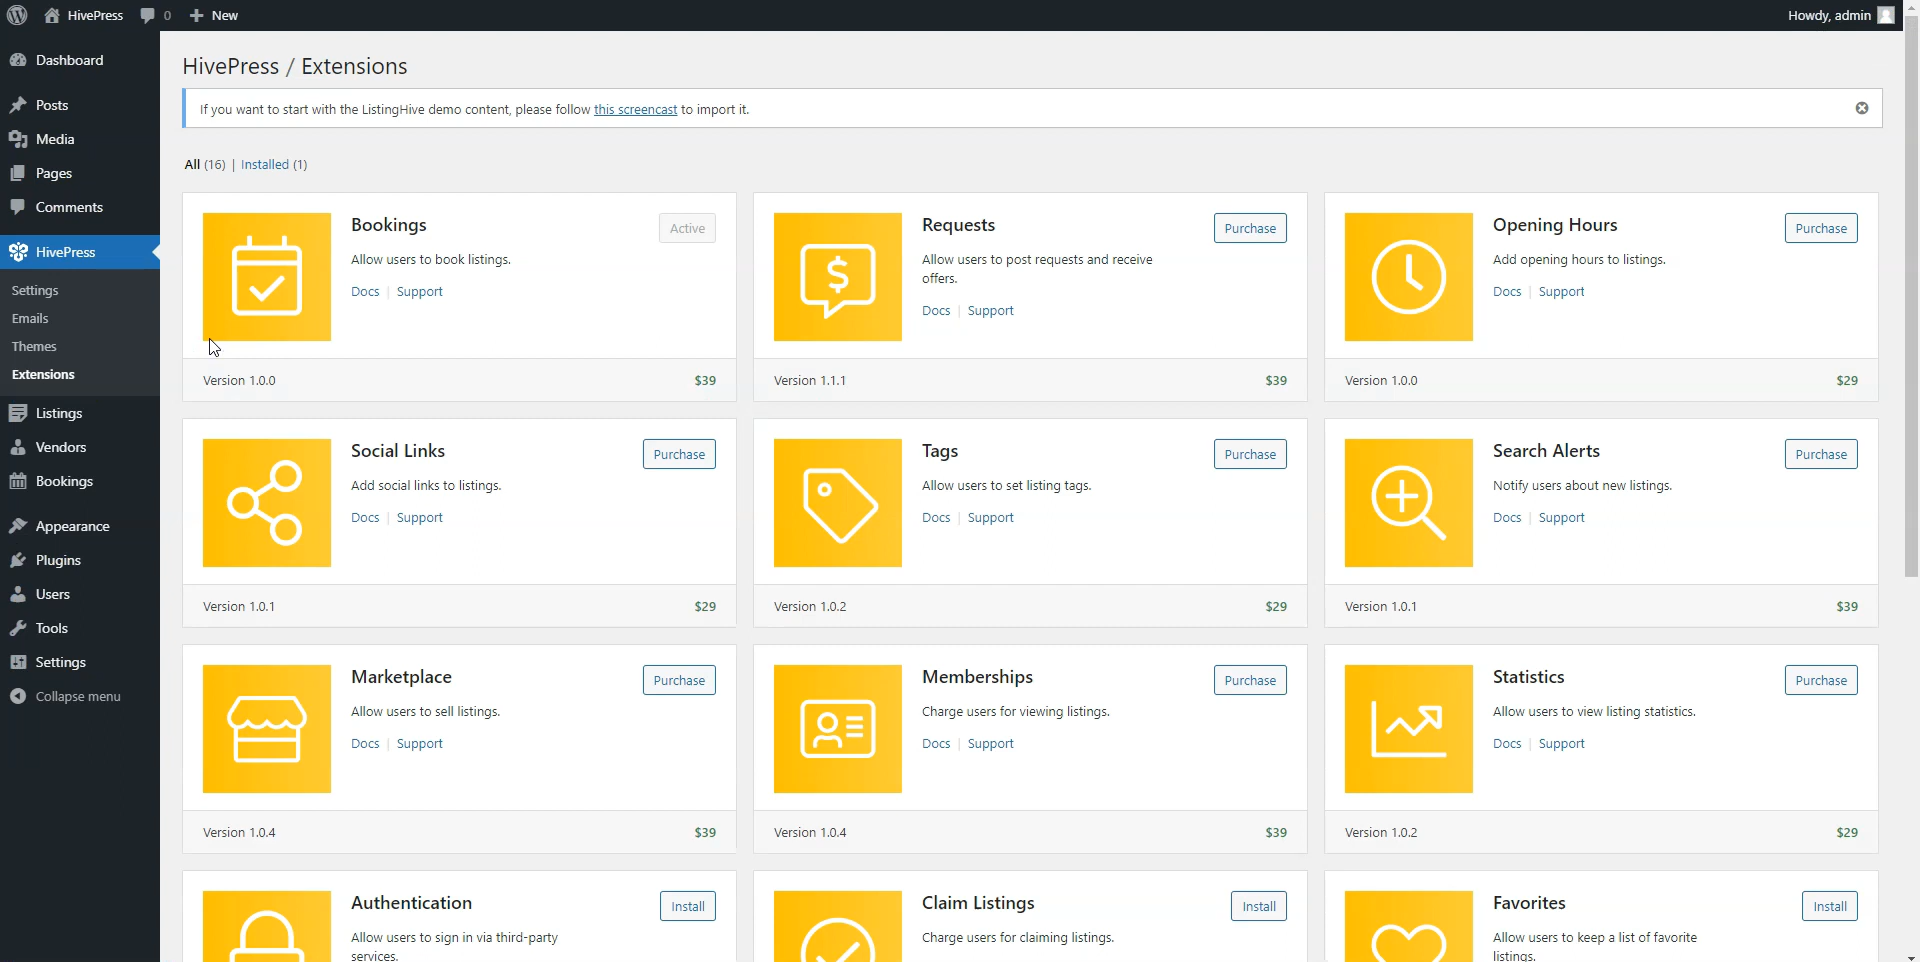 HivePress 0 New Howdy, admin
Dashboard
Posts
Media
Pages
Comments
HivePress
Settings
Emails
Themes
Extensions
Listings
Vendors
Bookings
Appearance
Plugins
Users
Tools
Settings
Collapse menu
HivePress / Extensions
If you want to start with the ListingHive demo content, please follow this screencast to import it.
All (16) | Installed (1)
Bookings
Active
Allow users to book listings.
Docs | Support
Version 1.0.0 $39
Requests
Purchase
Allow users to post requests and receive
offers.
Docs | Support
Version 1.1.1 $39
Opening Hours
Purchase
Add opening hours to listings.
Docs | Support
Version 1.0.0 $29
Social Links
Purchase
Add social links to listings.
Docs | Support
Version 1.0.1 $29
Tags
Purchase
Allow users to set listing tags.
Docs | Support
Version 1.0.2 $29
Search Alerts
Purchase
Notify users about new listings.
Docs | Support
Version 1.0.1 $39
Marketplace
Purchase
Allow users to sell listings.
Docs | Support
Version 1.0.4 $39
Memberships
Purchase
Charge users for viewing listings.
Docs | Support
Version 1.0.4 $39
Statistics
Purchase
Allow users to view listing statistics.
Docs | Support
Version 1.0.2 $29
Authentication
Install
Allow users to sign in via third-party
services.
Claim Listings
Install
Charge users for claiming listings.
Favorites
Install
Allow users to keep a list of favorite
listings.